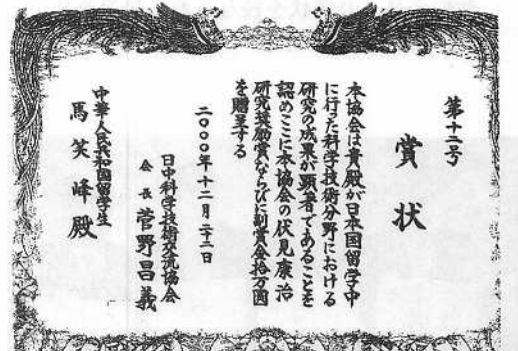 第十二号
賞状
本協会は貴殿が日本国留学中
に行った科学技術分野における
研究の成果が顕著であることを
認めここに本協会の伏見康治
研究奨励賞ならびに副賞金拾万円
を贈呈する
二〇〇〇年十二月二十二日
日中科学技術交流協会
会長 菅野昌義
中華人民共和國留学生
馬笑峰殿